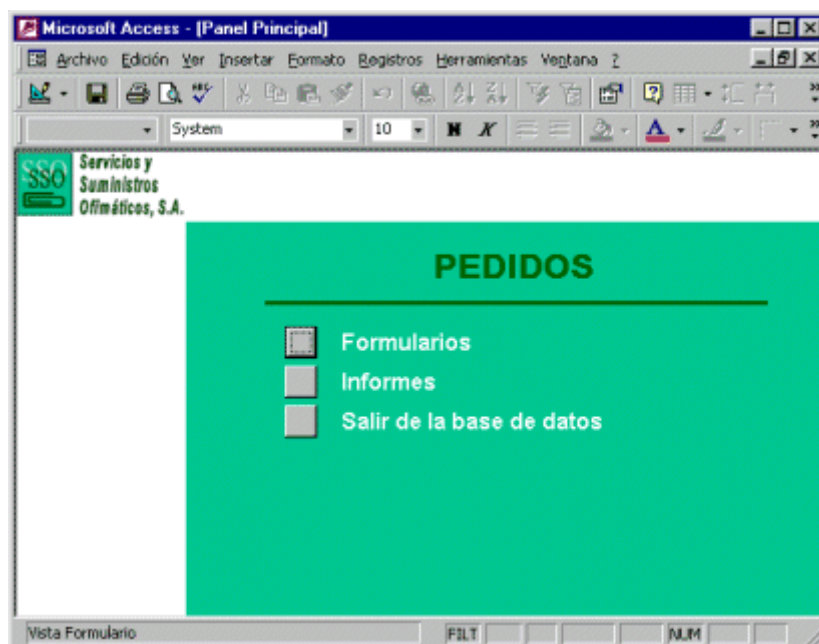 Microsoft Access - [Panel Principal]
Archivo Edición Ver Insertar Formato Registros Herramientas Ventana ?
System 10 N K
SSO
Servicios y
Suministros
Ofimáticos, S.A.
PEDIDOS
Formularios
Informes
Salir de la base de datos
Vista Formulario FILT NUM